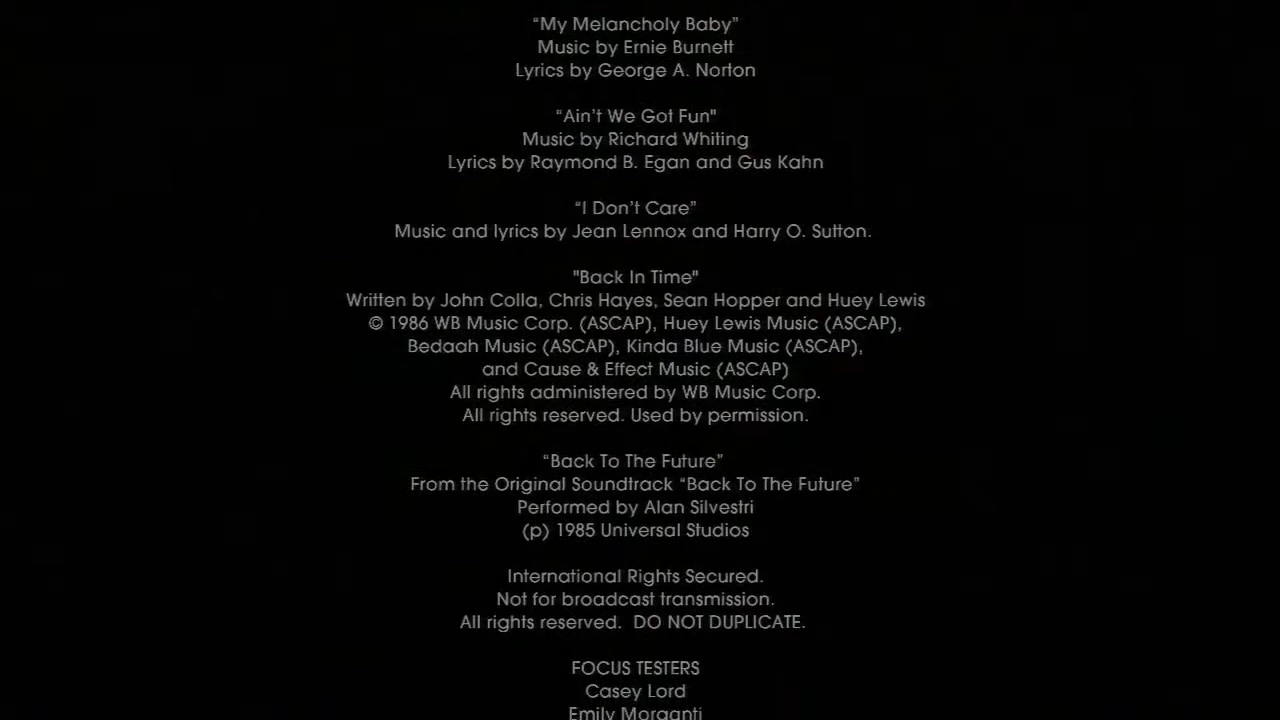 “My Melancholy Baby”
Music by Ernie Burnett
Lyrics by George A. Norton
“Ain’t We Got Fun"
Music by Richard Whiting
Lyrics by Raymond B. Egan and Gus Kahn
“I Don’t Care”
Music and lyrics by Jean Lennox and Harry O. Sutton.
"Back In Time"
Written by John Colla, Chris Hayes, Sean Hopper and Huey Lewis
© 1986 WB Music Corp. (ASCAP), Huey Lewis Music (ASCAP),
Bedaah Music (ASCAP), Kinda Blue Music (ASCAP),
and Cause & Effect Music (ASCAP)
All rights administered by WB Music Corp.
All rights reserved. Used by permission.
“Back To The Future”
From the Original Soundtrack “Back To The Future”
Performed by Alan Silvestri
(p) 1985 Universal Studios
International Rights Secured.
Not for broadcast transmission.
All rights reserved.  DO NOT DUPLICATE.
FOCUS TESTERS
Casey Lord
Emily Morganti